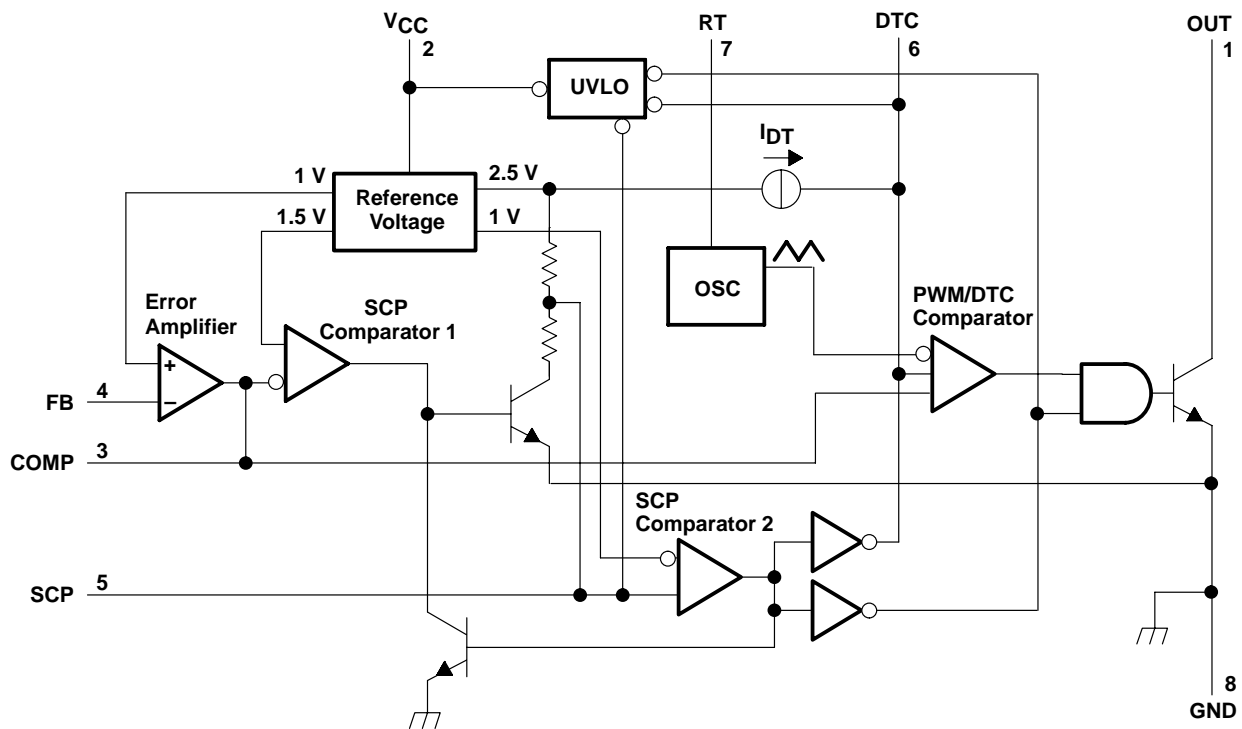 VCC
2
RT
7
DTC
6
OUT
1
UVLO
IDT
1 V
2.5 V
Reference
Voltage
1.5 V
1 V
OSC
PWM/DTC
Comparator
Error
Amplifier
SCP
Comparator 1
+
−
FB
4
COMP
3
SCP
Comparator 2
SCP
5
8
GND